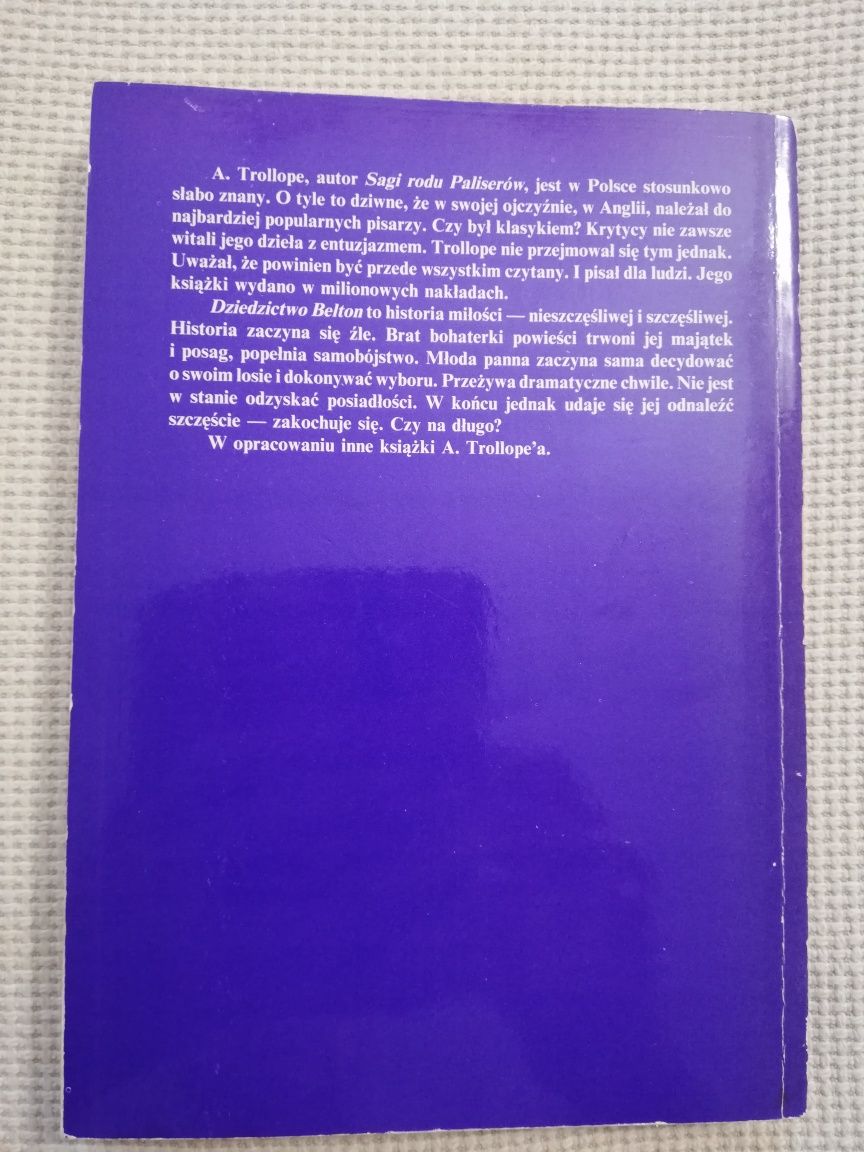 A. Trollope, autor Sagi rodu Paliserów, jest w Polsce stosunkowo
słabo znany. O tyle to dziwne, że w swojej ojczyźnie, w Anglii, należał do
najbardziej popularnych pisarzy. Czy był klasykiem? Krytycy nie zawsze
witali jego dzieła z entuzjazmem. Trollope nie przejmował się tym jednak.
Uważał, że powinien być przede wszystkim czytany. I pisał dla ludzi. Jego
książki wydano w milionowych nakładach.
Dziedzictwo Belton to historia miłości — nieszczęśliwej i szczęśliwej.
Historia zaczyna się źle. Brat bohaterki powieści trwoni jej majątek
i posag, popełnia samobójstwo. Młoda panna zaczyna sama decydować
o swoim losie i dokonywać wyboru. Przeżywa dramatyczne chwile. Nie jest
w stanie odzyskać posiadłości. W końcu jednak udaje się jej odnaleźć
szczęście — zakochuje się. Czy na długo?
W opracowaniu inne książki A. Trollope'a.